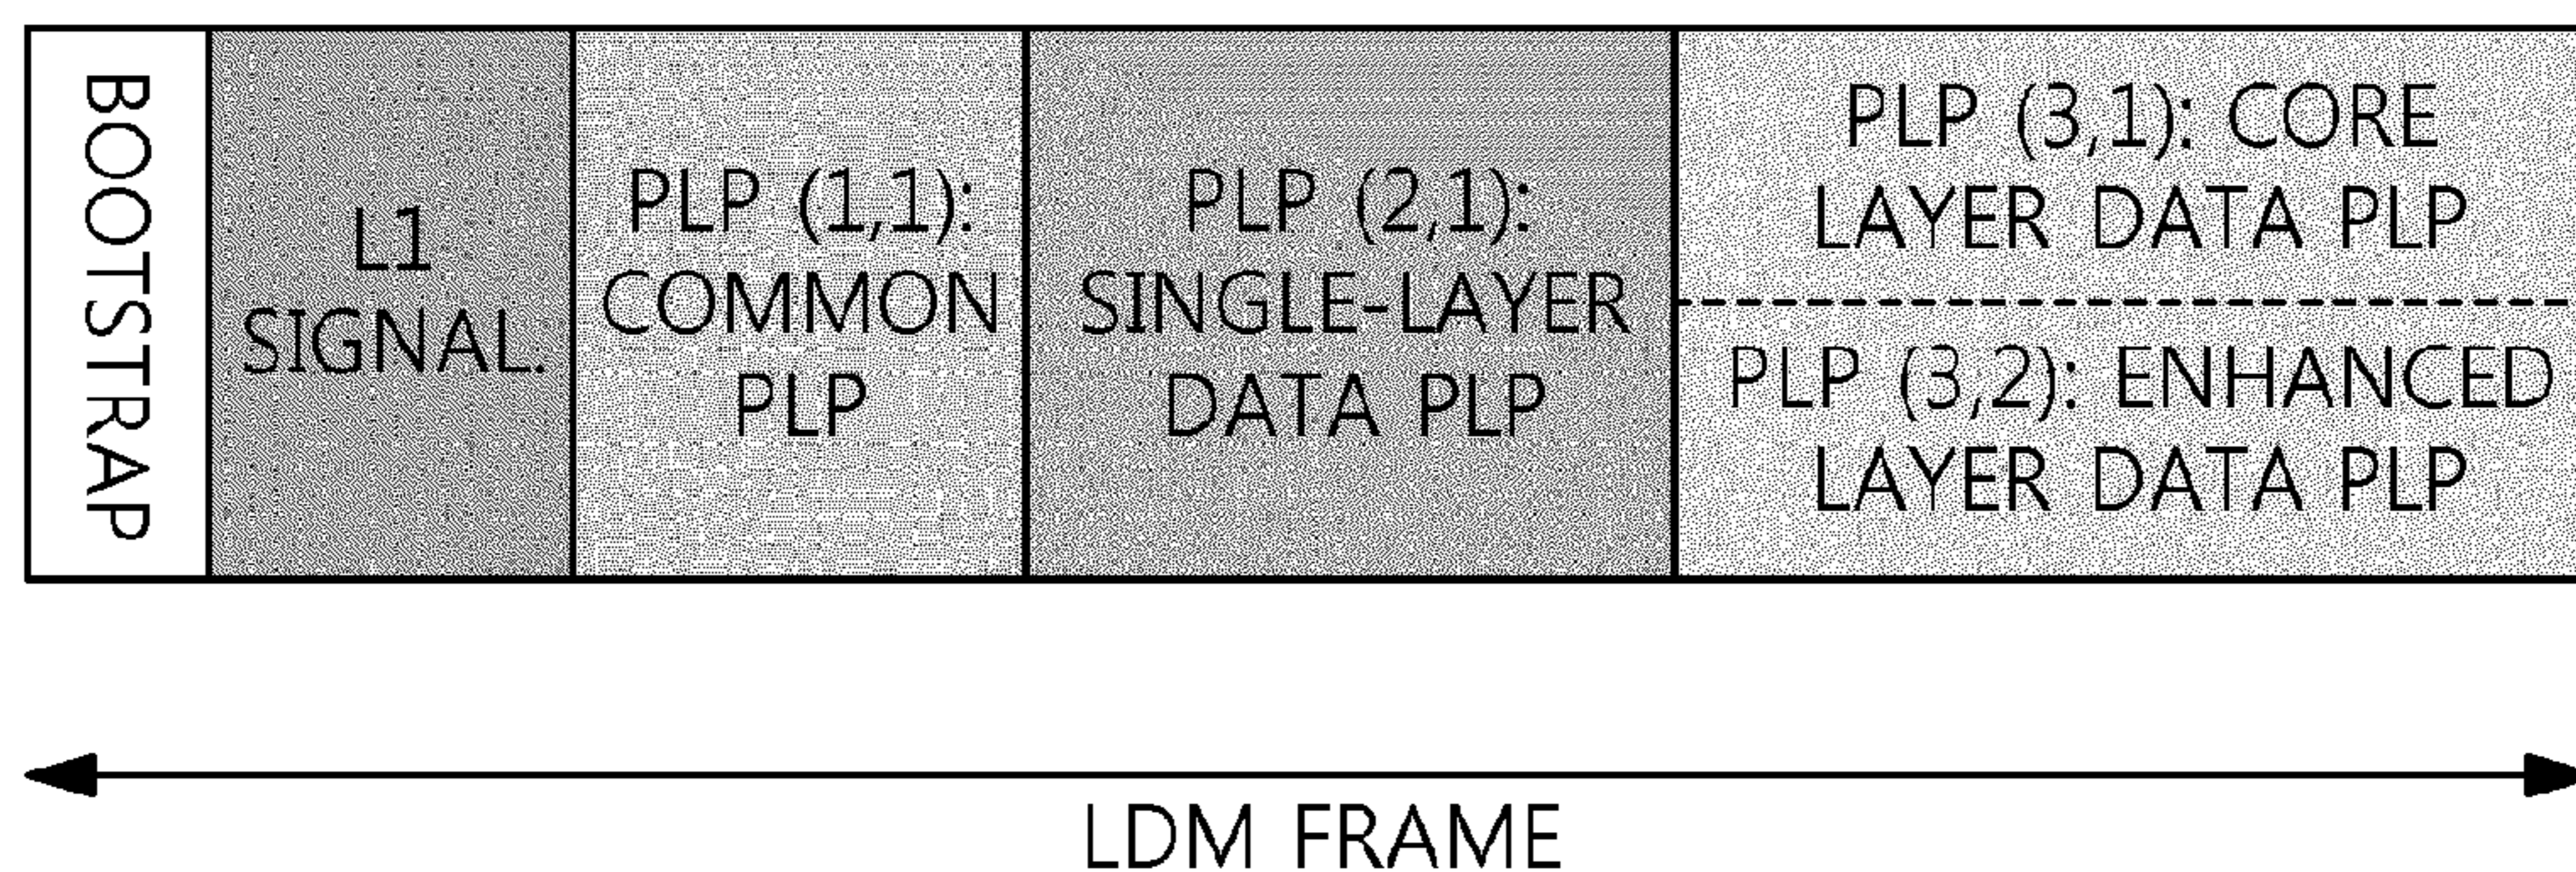 BOOTSTRAP
L1
SIGNAL
PLP (1,1):
COMMON
PLP
PLP (2,1):
SINGLE-LAYER
DATA PLP
PLP (3,1): CORE
LAYER DATA PLP
PLP (3,2): ENHANCED
LAYER DATA PLP
LDM FRAME